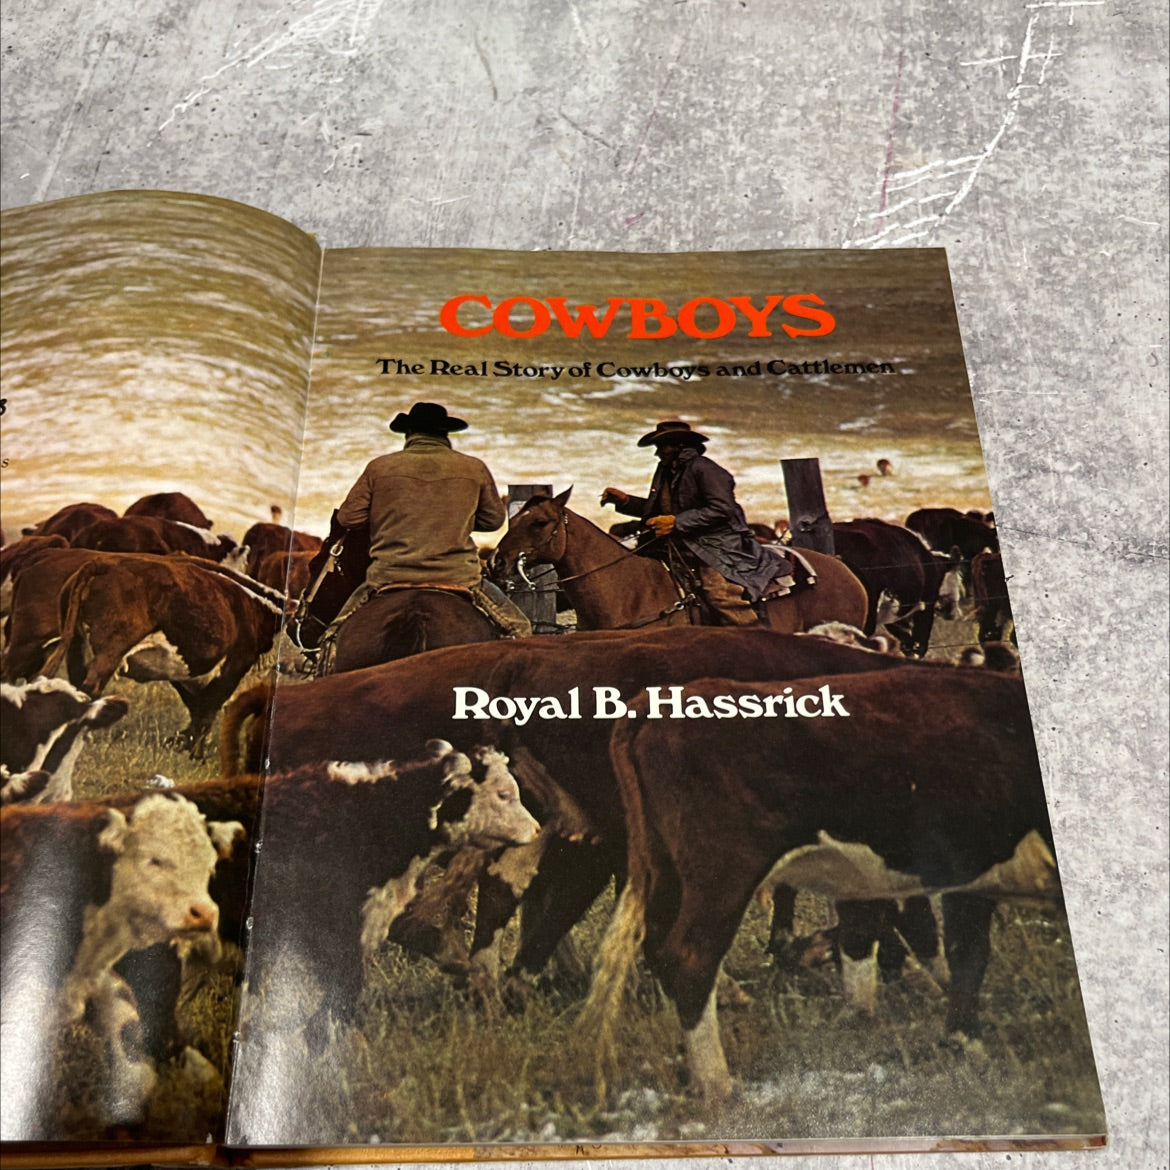 COWBOYS
The Real Story of Cowboys and Cattlemen
Royal B. Hassrick